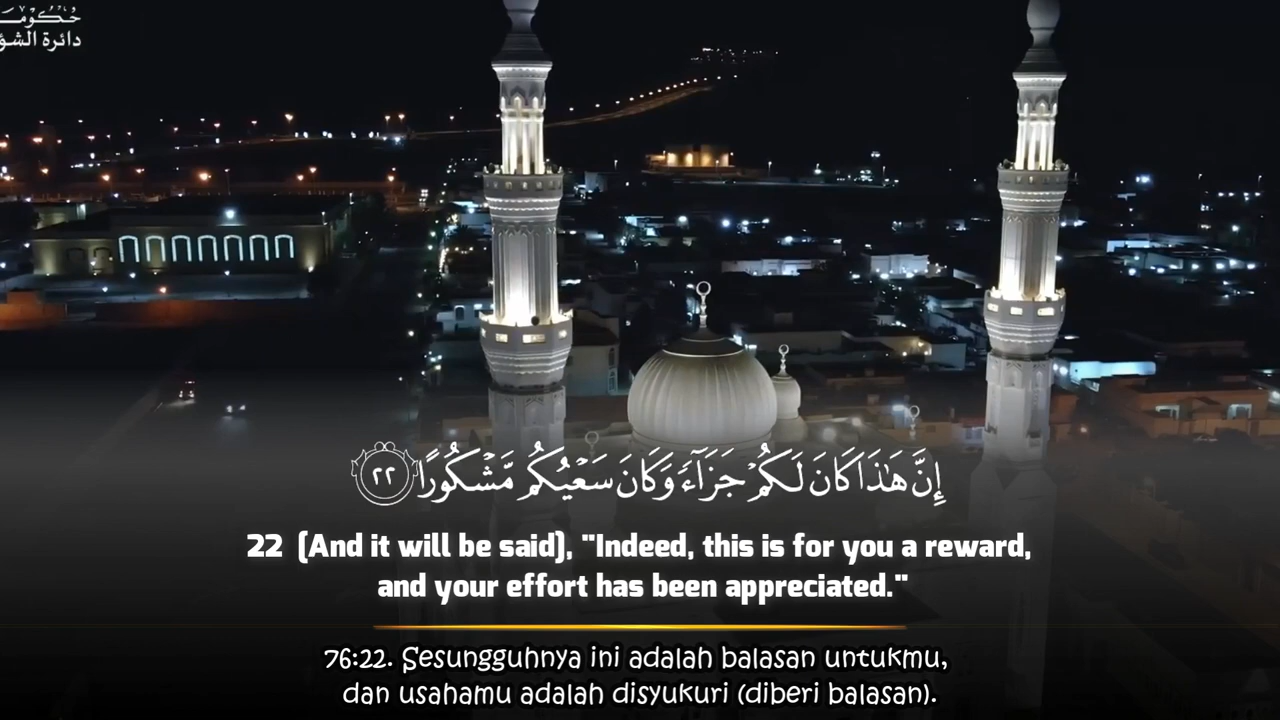 دائرة
إِنَّ هَٰذَا كَانَ لَكُمْ جَزَآءً وَكَانَ سَعْيُكُم مَّشْكُورًا ٢٢
22 (And it will be said), "Indeed, this is for you a reward,
and your effort has been appreciated."
76:22. Sesungguhnya ini adalah balasan untukmu,
dan usahamu adalah disyukuri (diberi balasan).